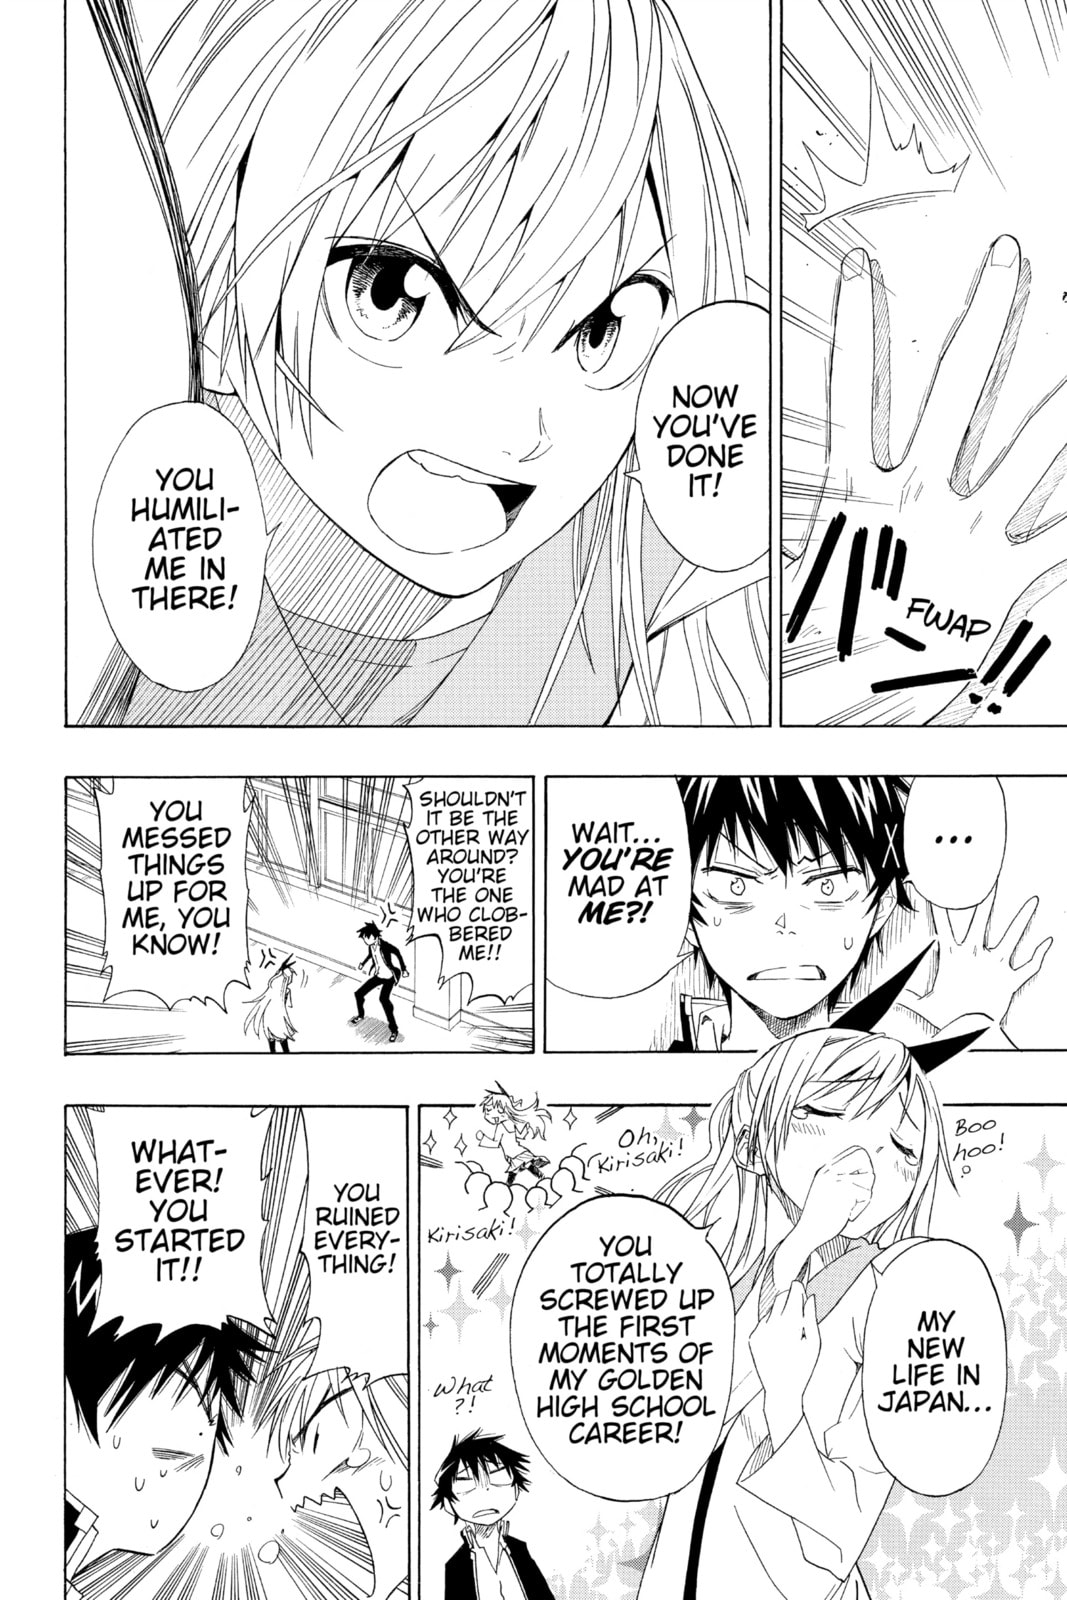 バーン!!
FWAP
NOW
YOU'VE
DONE
IT!
YOU
HUMILI-
ATED
ME IN
THERE!
...
WAIT...
YOU'RE
MAD AT
ME?!
SHOULDN'T
IT BE THE
OTHER WAY
AROUND?
YOU'RE
THE ONE
WHO CLOB-
BERED
ME!!
YOU
MESSED
THINGS
UP FOR
ME, YOU
KNOW!
Boo
hoo!
MY
NEW
LIFE IN
JAPAN...
Oh,
Kirisaki!
Kirisaki!
YOU
TOTALLY
SCREWED UP
THE FIRST
MOMENTS OF
MY GOLDEN
HIGH SCHOOL
CAREER!
What
?!
YOU
RUINED
EVERY-
THING!
WHAT-
EVER!
YOU
STARTED
IT!!